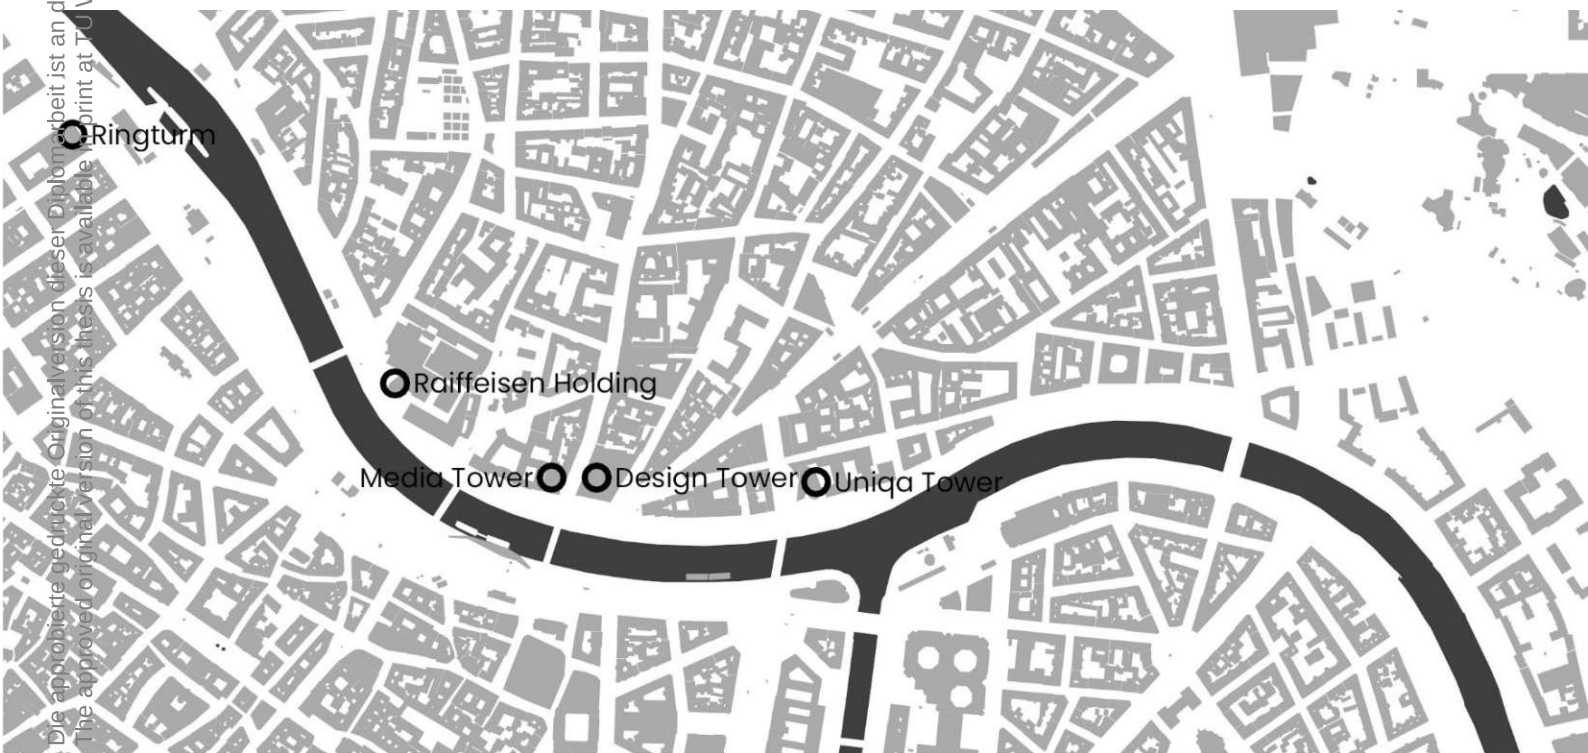 Die approbierte gedruckte Originalversion dieser Diplomarbeit ist an d
The approved original version of this thesis is available print at TU
Ringturm
Raiffeisen Holding
Media Tower
Design Tower
Uniqa Tower